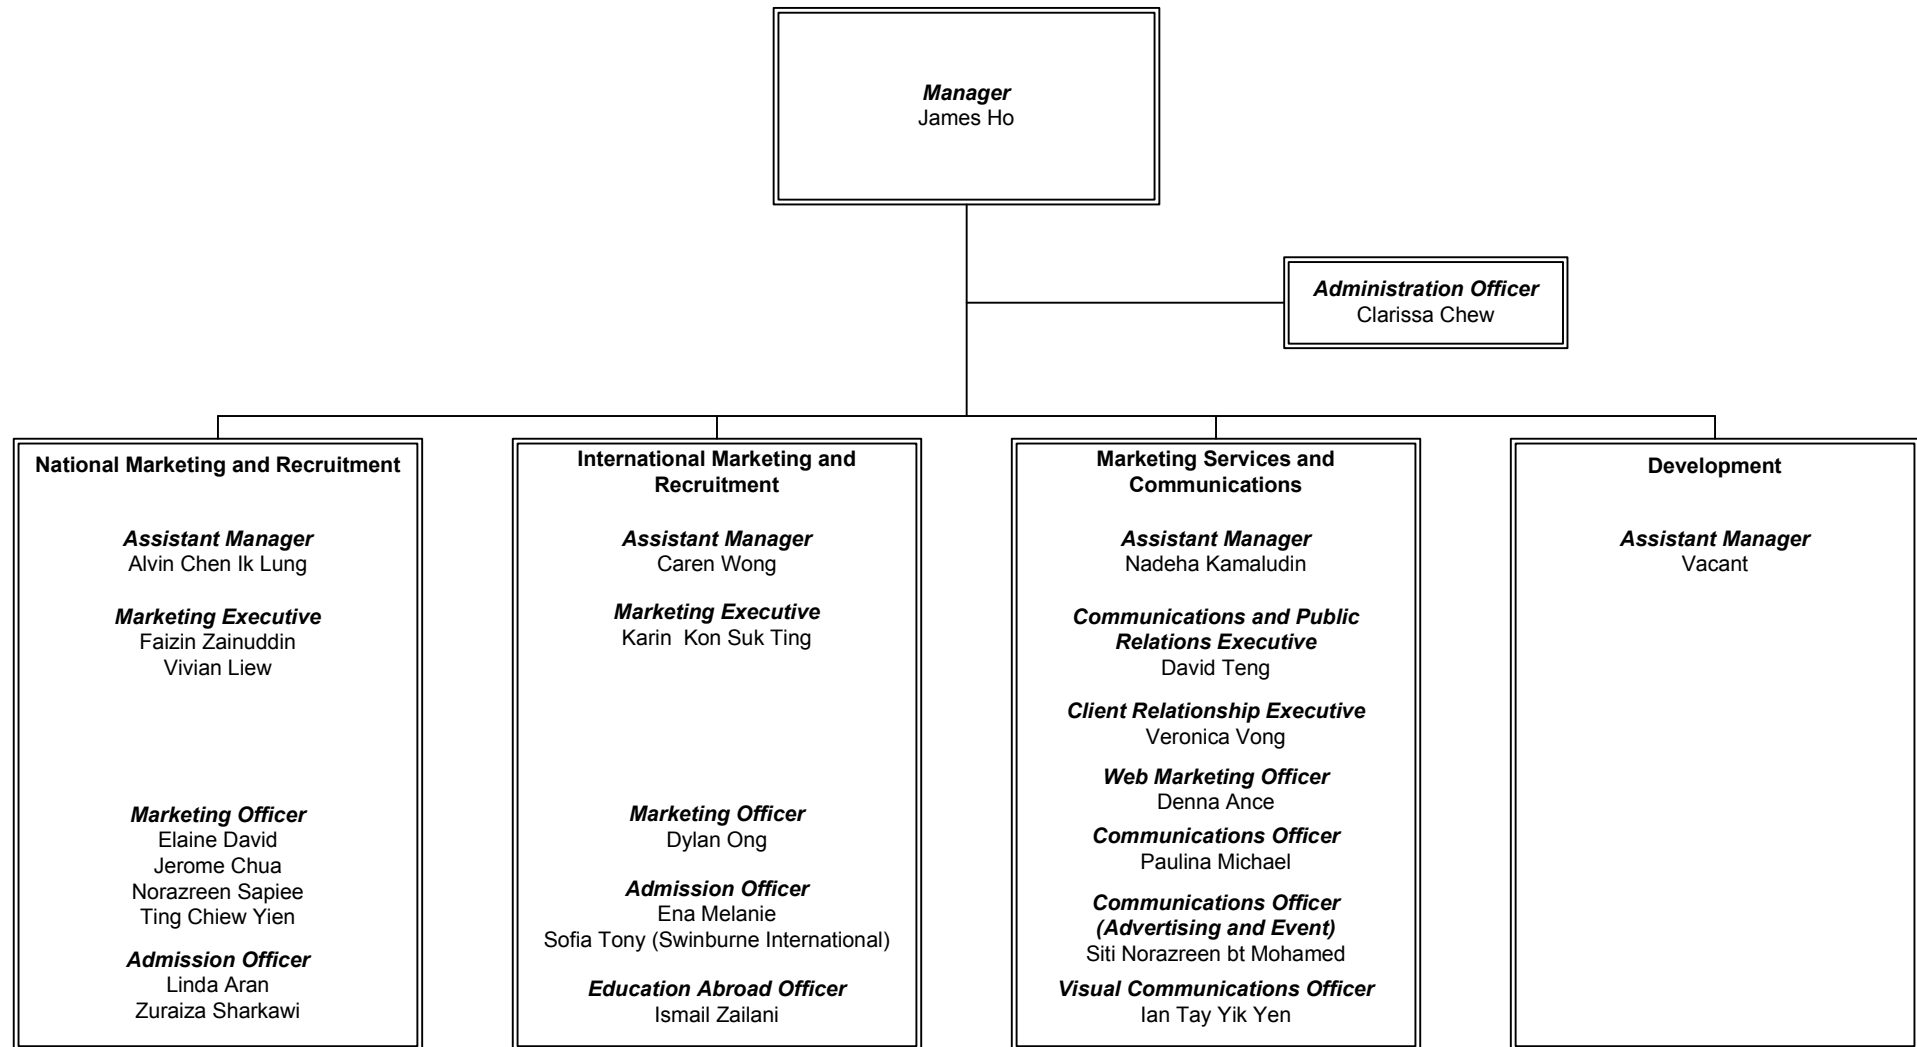 Manager
James Ho
Administration Officer
Clarissa Chew
National Marketing and Recruitment
Assistant Manager
Alvin Chen Ik Lung
Marketing Executive
Faizin Zainuddin
Vivian Liew
Marketing Officer
Elaine David
Jerome Chua
Norazreen Sapiee
Ting Chiew Yien
Admission Officer
Linda Aran
Zuraiza Sharkawi
International Marketing and
Recruitment
Assistant Manager
Caren Wong
Marketing Executive
Karin  Kon Suk Ting
Marketing Officer
Dylan Ong
Admission Officer
Ena Melanie
Sofia Tony (Swinburne International)
Education Abroad Officer
Ismail Zailani
Marketing Services and
Communications
Assistant Manager
Nadeha Kamaludin
Communications and Public
Relations Executive
David Teng
Client Relationship Executive
Veronica Vong
Web Marketing Officer
Denna Ance
Communications Officer
Paulina Michael
Communications Officer
(Advertising and Event)
Siti Norazreen bt Mohamed
Visual Communications Officer
Ian Tay Yik Yen
Development
Assistant Manager
Vacant